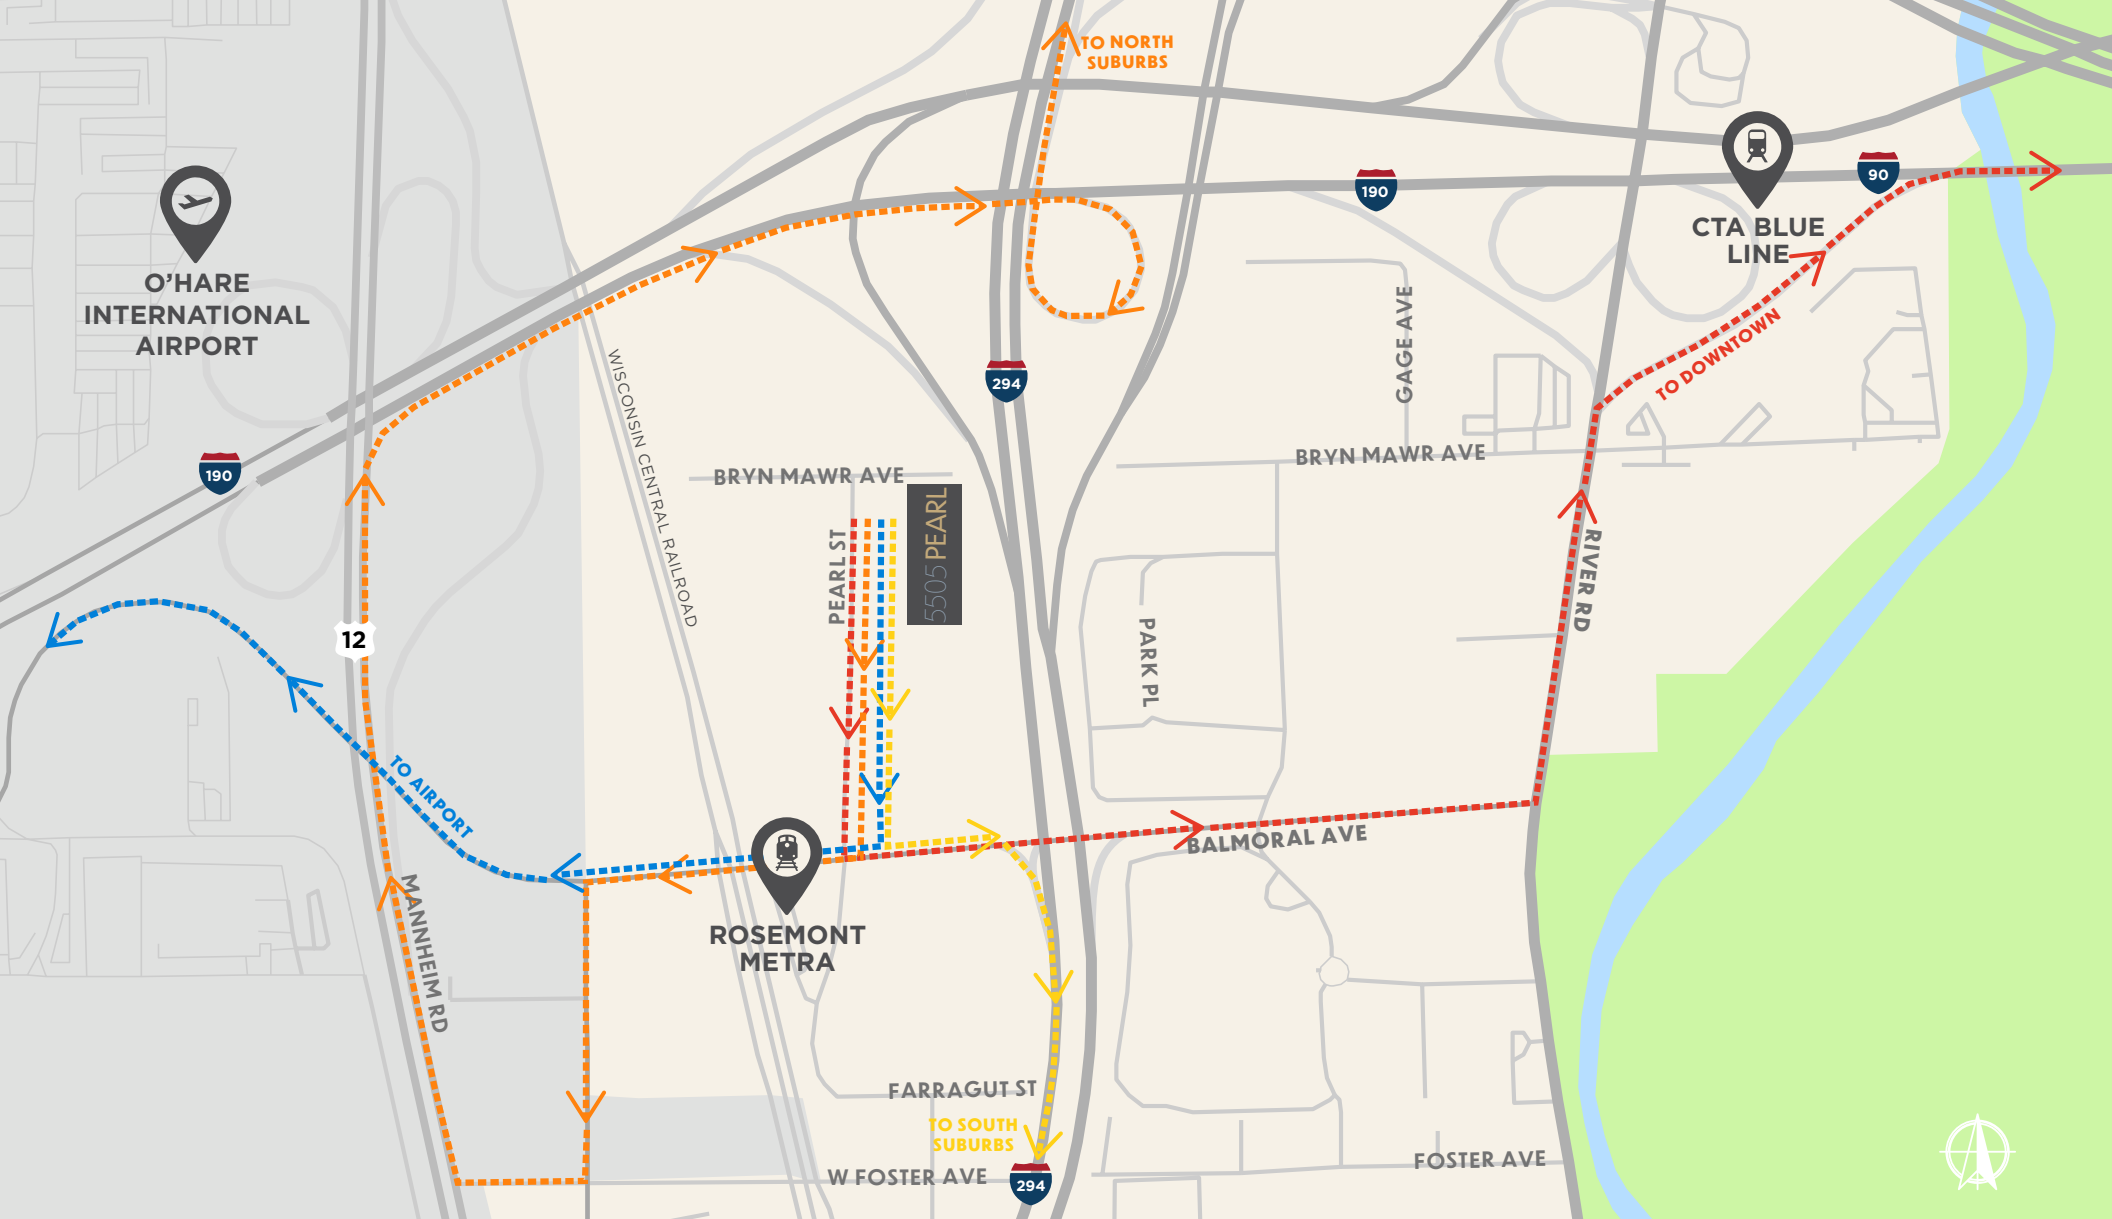 TO NORTH
SUBURBS
190
90
CTA BLUE
LINE
O'HARE
INTERNATIONAL
AIRPORT
GAGE AVE
TO DOWNTOWN
294
WISCONSIN CENTRAL RAILROAD
190
BRYN MAWR AVE
BRYN MAWR AVE
5505 PEARL
PEARL ST
RIVER RD
12
PARK PL
TO AIRPORT
BALMORAL AVE
MANNHEIM RD
ROSEMONT
METRA
FARRAGUT ST
TO SOUTH
SUBURBS
W FOSTER AVE
294
FOSTER AVE